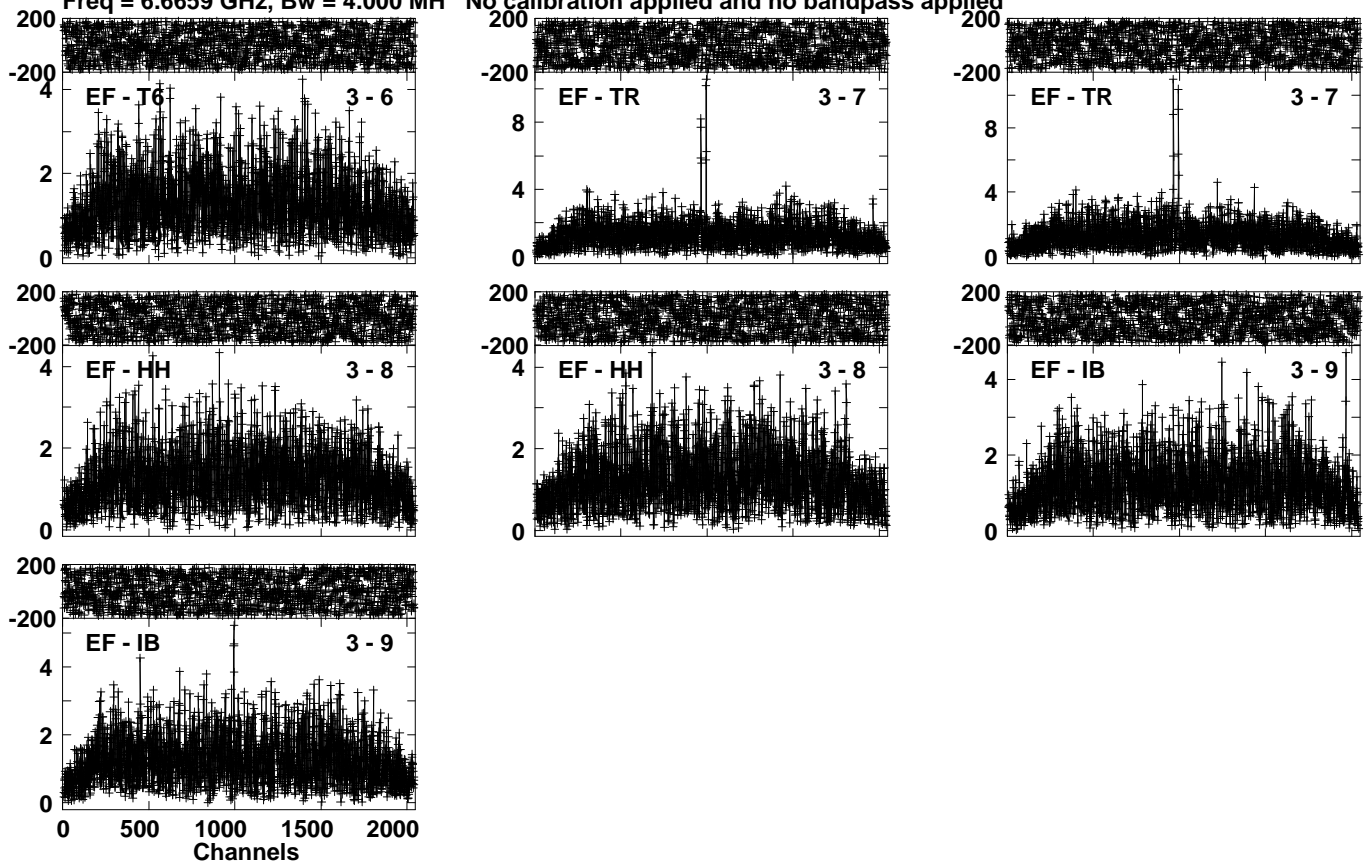 Freq = 6.6659 GHz, Bw = 4.000 MH No calibration applied and no bandpass applied
200 200 200
-200 -200 -200
EF - T6 3 - 6 EF - TR 3 - 7 EF - TR 3 - 7
4 8 8
2 4 4
0 0 0
200 200 200
-200 -200 -200
EF - HH 3 - 8 EF - HH 3 - 8 EF - IB 3 - 9
4 4 4
2 2 2
0 0 0
200
-200
EF - IB 3 - 9
4
2
0
0 500 1000 1500 2000
Channels